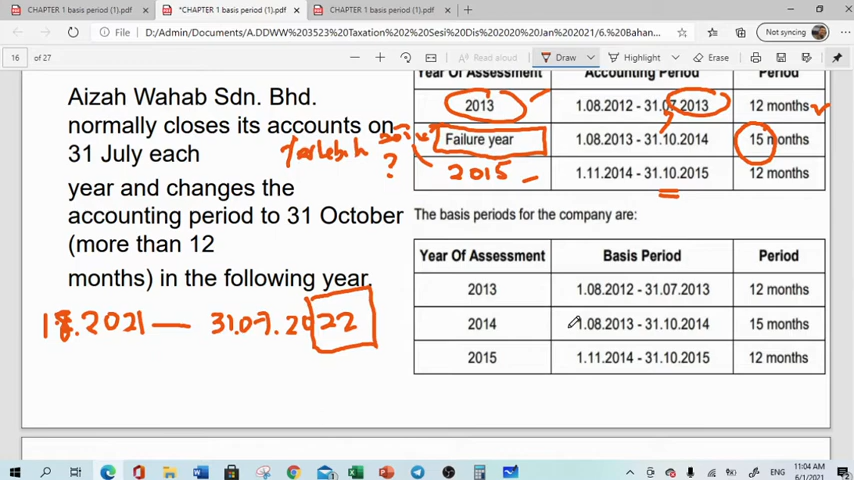 CHAPTER 1 basis period (1).pdf
*CHAPTER 1 basis period (1).pdf
CHAPTER 1 basis period (1).pdf
D:/Admin/Documents/A.DDWW%203523%20Taxation%202%20Sesi%20Dis%202020%20Jan%202021/6.Bahan...
Not syncing
16 of 27
Read aloud
Draw
Highlight
Erase
Aizah Wahab Sdn. Bhd.
normally closes its accounts on
31 July each
year and changes the
accounting period to 31 October
(more than 12
months) in the following year.
?
1.8.2021 — 31.07.2022
Year Of Assessment Accounting Period Period
2013 1.08.2012 - 31.07.2013 12 months
Failure year 1.08.2013 - 31.10.2014 15 months
2015 1.11.2014 - 31.10.2015 12 months
The basis periods for the company are:
Year Of Assessment Basis Period Period
2013 1.08.2012 - 31.07.2013 12 months
2014 1.08.2013 - 31.10.2014 15 months
2015 1.11.2014 - 31.10.2015 12 months
11:04 AM
6/1/2021